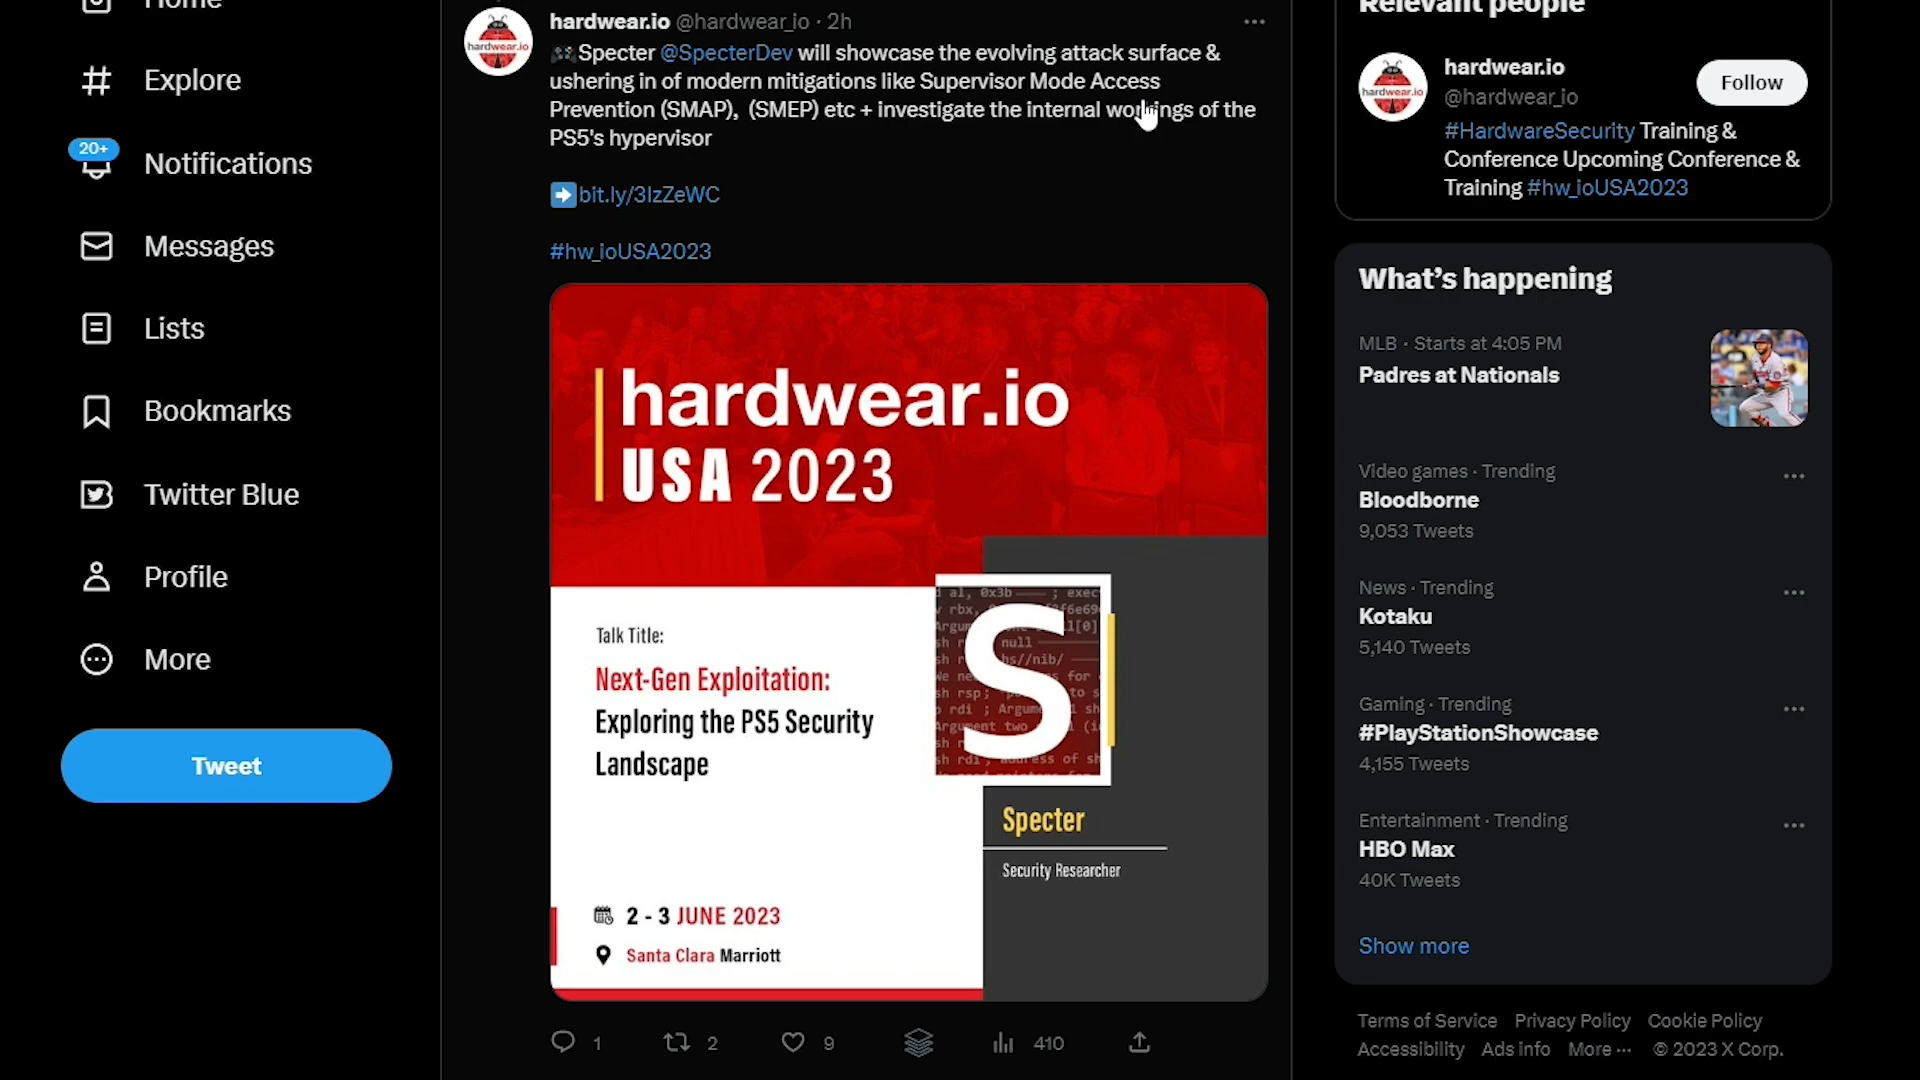 Home
Explore
20+
Notifications
Messages
Lists
Bookmarks
Twitter Blue
Profile
More
Tweet
hardwear.io @hardwear_io · 2h
🎮Specter @SpecterDev will showcase the evolving attack surface &
ushering in of modern mitigations like Supervisor Mode Access
Prevention (SMAP), (SMEP) etc + investigate the internal workings of the
PS5's hypervisor
➡️bit.ly/3IzZeWC
#hw_ioUSA2023
hardwear.io
USA 2023
Talk Title:
Next-Gen Exploitation:
Exploring the PS5 Security
Landscape
S
Specter
Security Researcher
2 - 3 JUNE 2023
Santa Clara Marriott
1
2
9
410
Relevant people
hardwear.io
@hardwear_io
Follow
#HardwareSecurity Training &
Conference Upcoming Conference &
Training #hw_ioUSA2023
What's happening
MLB · Starts at 4:05 PM
Padres at Nationals
Video games · Trending
Bloodborne
9,053 Tweets
News · Trending
Kotaku
5,140 Tweets
Gaming · Trending
#PlayStationShowcase
4,155 Tweets
Entertainment · Trending
HBO Max
40K Tweets
Show more
Terms of Service Privacy Policy Cookie Policy
Accessibility Ads info More ··· © 2023 X Corp.